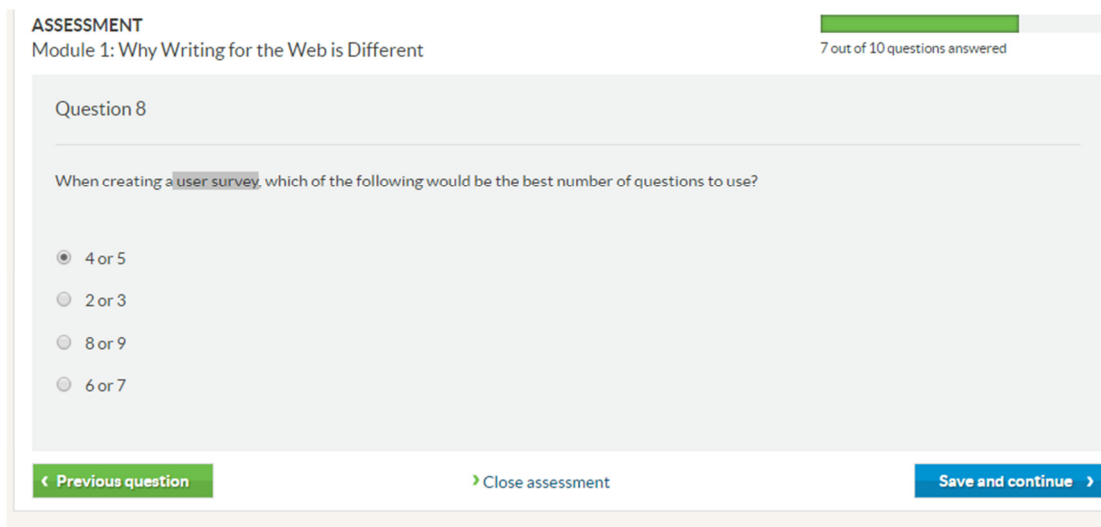 ASSESSMENT
Module 1: Why Writing for the Web is Different
7 out of 10 questions answered
Question 8
When creating a user survey, which of the following would be the best number of questions to use?
4 or 5
2 or 3
8 or 9
6 or 7
Previous question
Close assessment
Save and continue